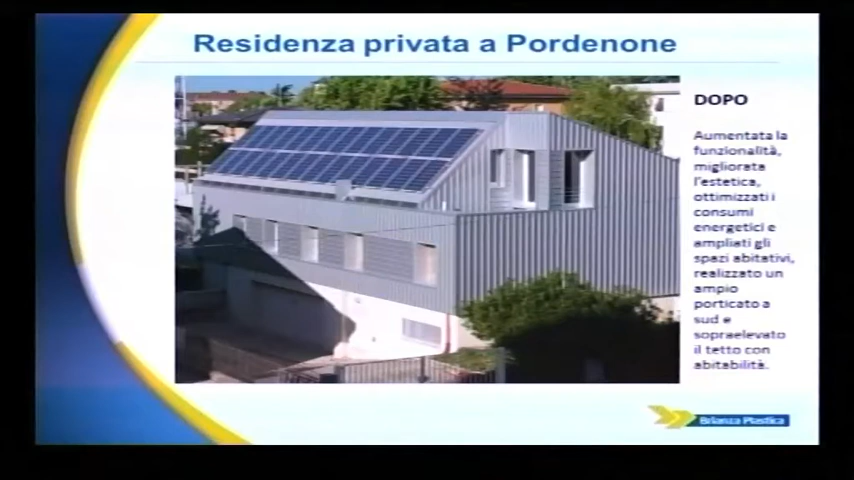 Residenza privata a Pordenone
DOPO
Aumentata la
funzionalità,
migliorata
l'estetica,
ottimizzati i
consumi
energetici e
ampliati gli
spazi abitativi,
realizzato un
ampio
porticato a
sud e
sopraelevato
il tetto con
abitabilità.
Brianza Plastica